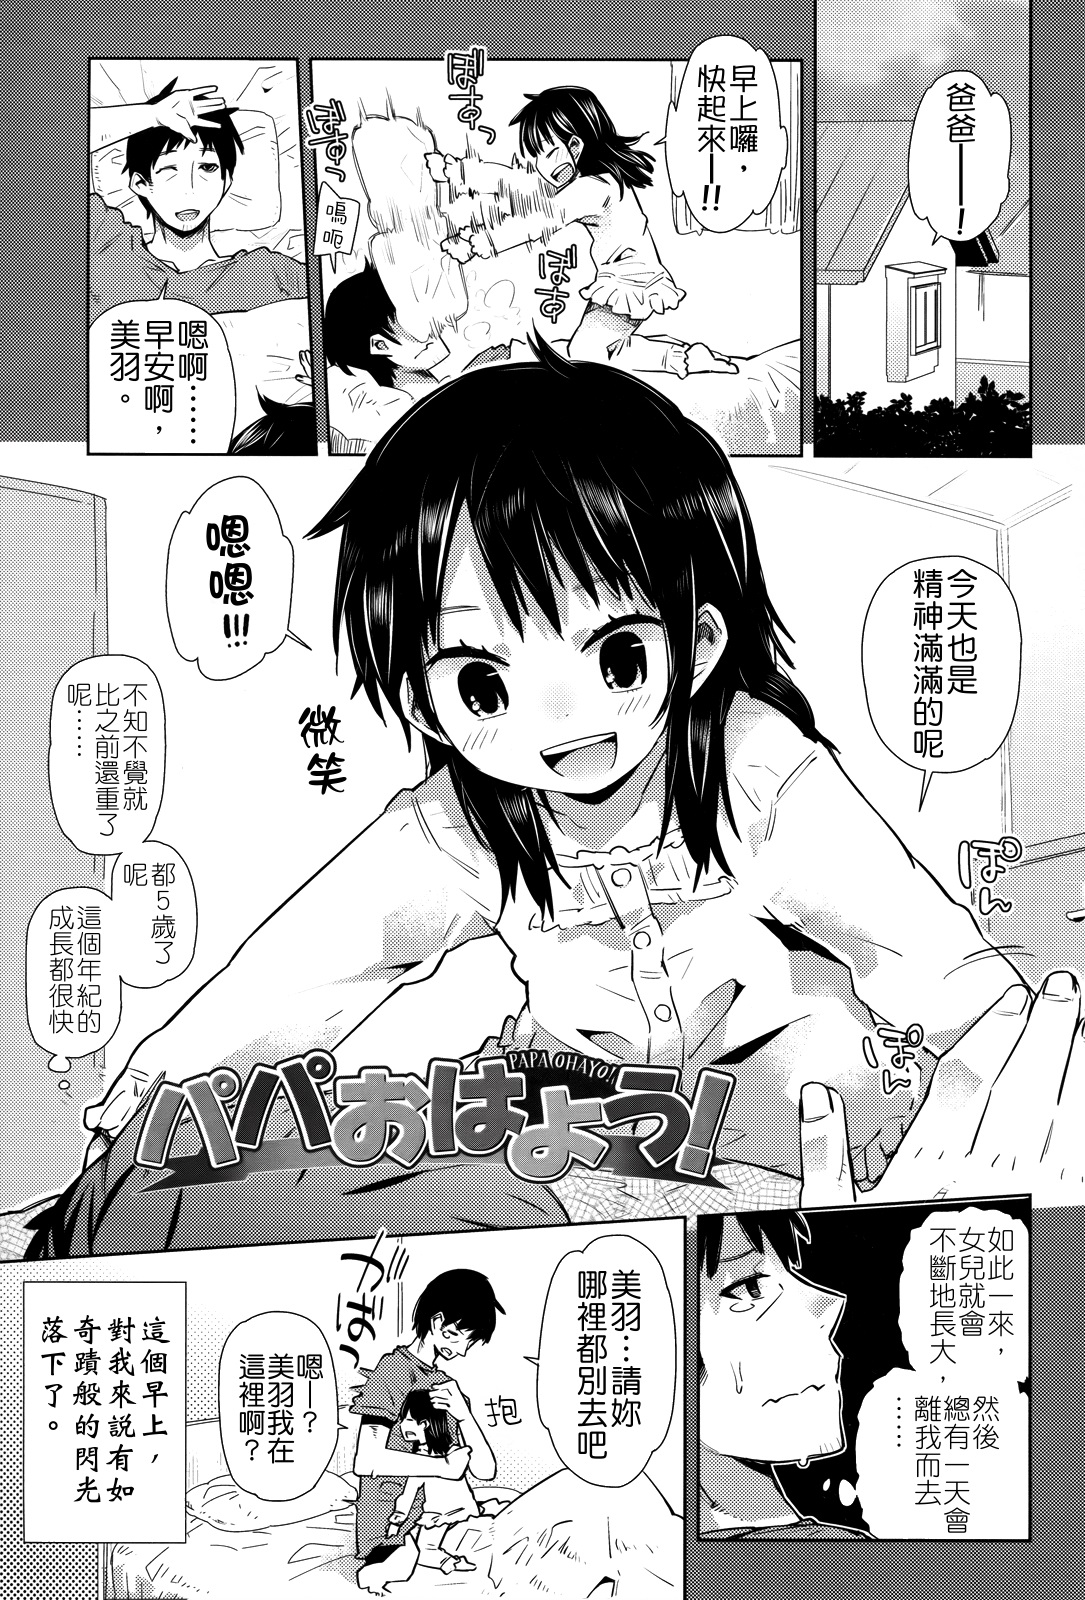 爸爸——！
早上囉，
快起來—!!
ぼすっ
ぼすっ
ぼす
嗚呃
嗯啊……
早安啊，
美羽。
今天也是
精神滿滿的呢
嗯
嗯!!!
微笑
ぽん
ぽん
不知不覺就
比之前還重了
呢……
都5歲了
呢
這個年紀的
成長都很快
PAPA OHAYO!
パパおはよう！
如此一來，
女兒就會
不斷地長大，
然後
總有一天會
離我而去
……
美羽…請妳
哪裡都別去吧
抱
嗯—？
美羽我在
這裡啊？
這個早上，
對我來說有如
奇蹟般的閃光
落下了。